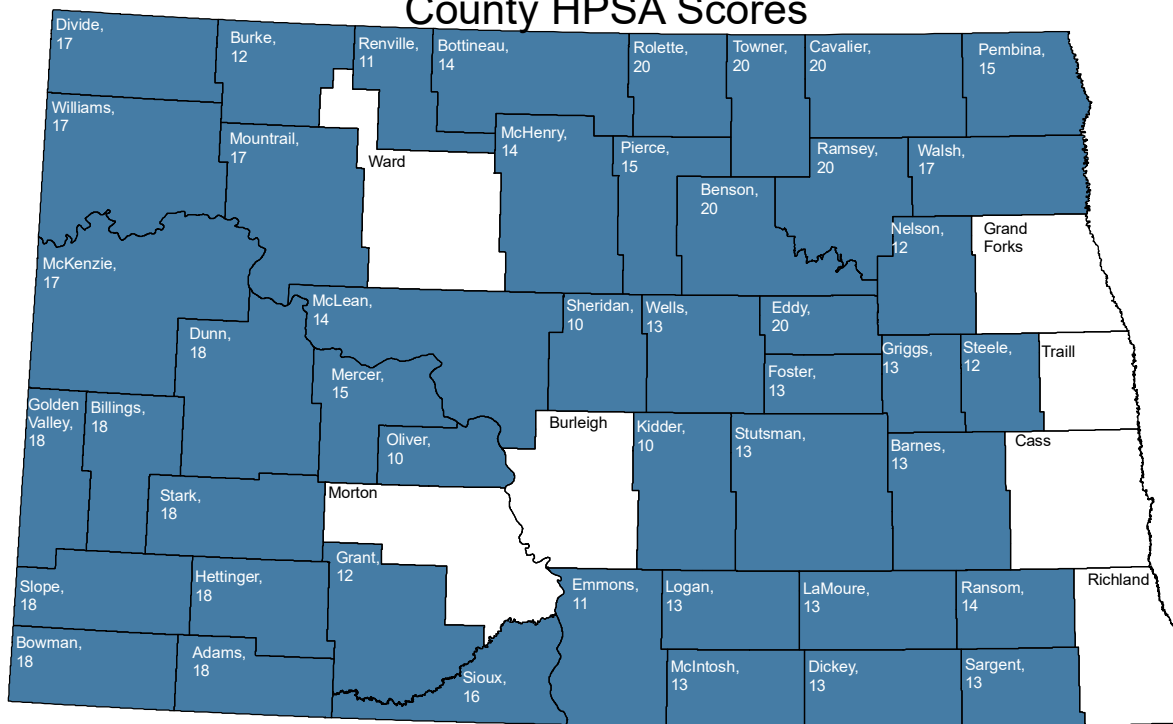 County HPSA Scores
Divide,
17
Burke,
12
Renville,
11
Bottineau,
14
Rolette,
20
Towner,
20
Cavalier,
20
Pembina,
15
Williams,
17
Mountrail,
17
Ward
McHenry,
14
Pierce,
15
Benson,
20
Ramsey,
20
Walsh,
17
Nelson,
12
Grand
Forks
McKenzie,
17
Dunn,
18
McLean,
14
Sheridan,
10
Wells,
13
Eddy,
20
Foster,
13
Griggs,
13
Steele,
12
Traill
Golden
Valley,
18
Billings,
18
Mercer,
15
Oliver,
10
Burleigh
Kidder,
10
Stutsman,
13
Barnes,
13
Cass
Stark,
18
Morton
Grant,
12
Slope,
18
Hettinger,
18
Emmons,
11
Logan,
13
LaMoure,
13
Ransom,
14
Richland
Bowman,
18
Adams,
18
Sioux,
16
McIntosh,
13
Dickey,
13
Sargent,
13